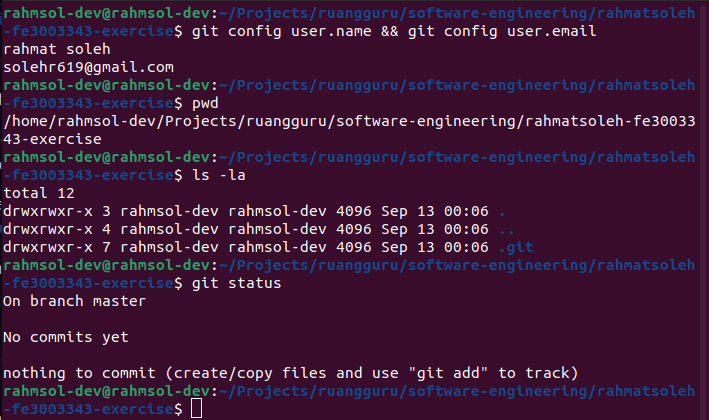 rahmsol-dev@rahmsol-dev:~/Projects/ruangguru/software-engineering/rahmatsoleh
-fe3003343-exercise$ git config user.name && git config user.email
rahmat soleh
solehr619@gmail.com
rahmsol-dev@rahmsol-dev:~/Projects/ruangguru/software-engineering/rahmatsoleh
-fe3003343-exercise$ pwd
/home/rahmsol-dev/Projects/ruangguru/software-engineering/rahmatsoleh-fe30033
43-exercise
rahmsol-dev@rahmsol-dev:~/Projects/ruangguru/software-engineering/rahmatsoleh
-fe3003343-exercise$ ls -la
total 12
drwxrwxr-x 3 rahmsol-dev rahmsol-dev 4096 Sep 13 00:06 .
drwxrwxr-x 4 rahmsol-dev rahmsol-dev 4096 Sep 13 00:06 ..
drwxrwxr-x 7 rahmsol-dev rahmsol-dev 4096 Sep 13 00:06 .git
rahmsol-dev@rahmsol-dev:~/Projects/ruangguru/software-engineering/rahmatsoleh
-fe3003343-exercise$ git status
On branch master

No commits yet

nothing to commit (create/copy files and use "git add" to track)
rahmsol-dev@rahmsol-dev:~/Projects/ruangguru/software-engineering/rahmatsoleh
-fe3003343-exercise$